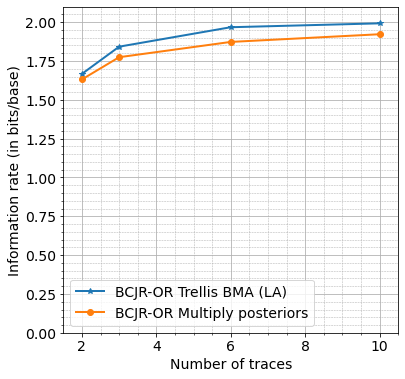 Information rate (in bits/base)
2.00
1.75
1.50
1.25
1.00
0.75
0.50
0.25
0.00
BCJR-OR Trellis BMA (LA)
BCJR-OR Multiply posteriors
2 4 6 8 10
Number of traces